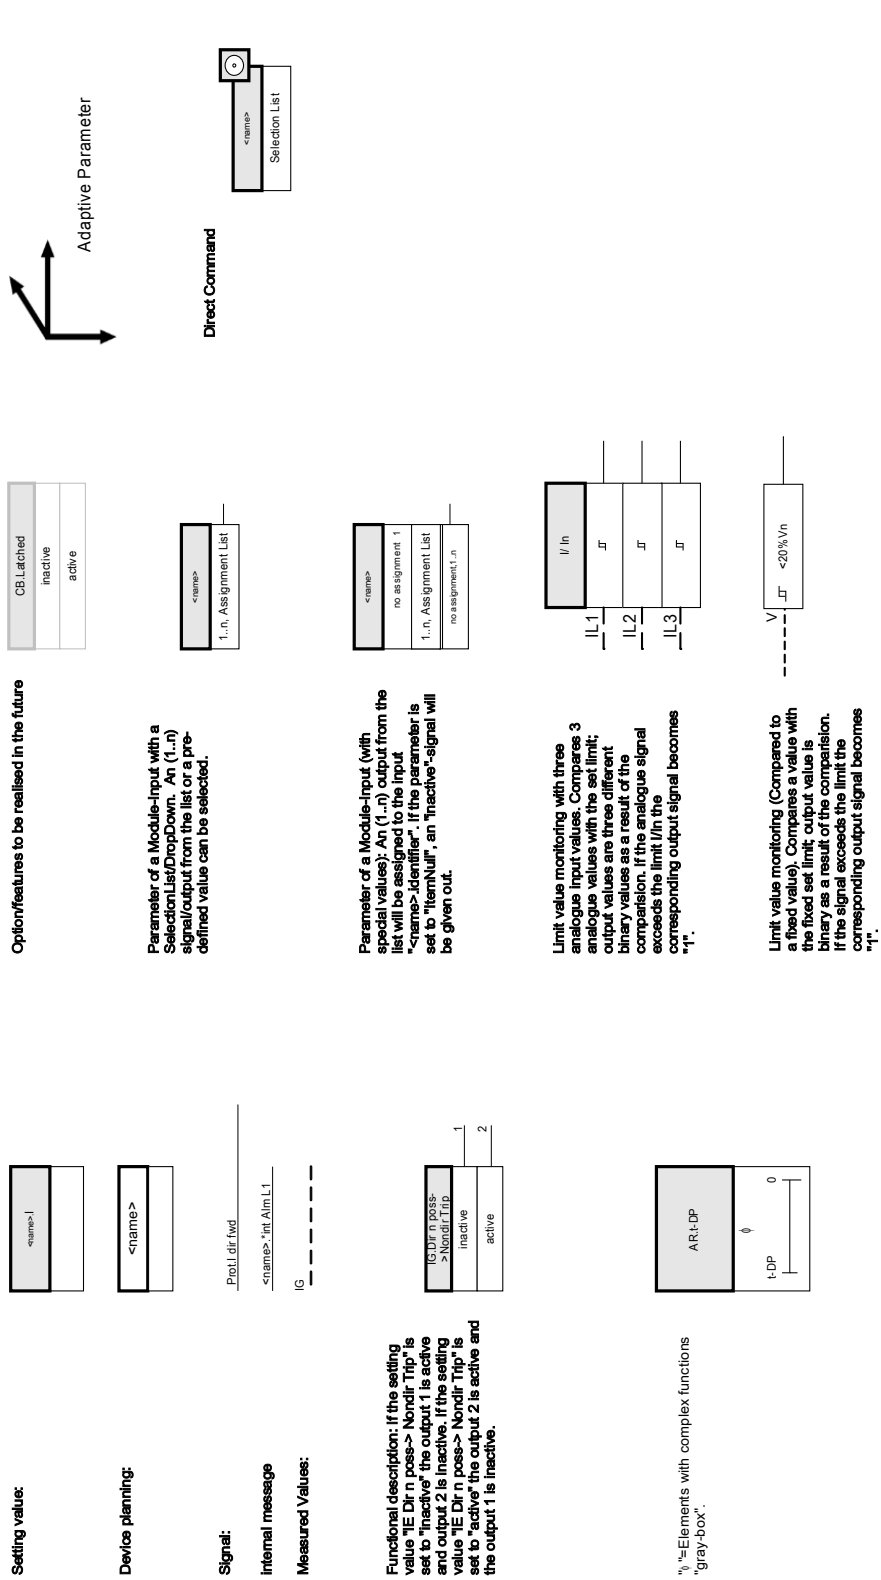 Setting value:
<name>.I
Device planning:
<name>
Signal:
Prot.I dir fwd
internal message
<name>.*int Alm L1
Measured Values:
IG
Functional description: If the setting
value "IE Dir n poss-> Nondir Trip" is
set to "inactive" the output 1 is active
and output 2 is inactive. If the setting
value "IE Dir n poss-> Nondir Trip" is
set to "active" the output 2 is active and
the output 1 is inactive.
IG.Dir n poss-
>Nondir Trip
inactive
active
1
2
"ϕ"=Elements with complex functions
"gray-box".
AR.t-DP
ϕ
t-DP
0
Option/features to be realised in the future
CB.Latched
inactive
active
Parameter of a Module-Input with a
SelectionList/DropDown. An (1..n)
signal/output from the list or a pre-
defined value can be selected.
<name>
1..n, Assignment List
Parameter of a Module-Input (with
special values): An (1..n) output from the
list will be assigned to the input
"<name>.identifier". If the parameter is
set to "ItemNull", an "inactive"-signal will
be given out.
<name>
no assignment 1
1..n, Assignment List
no assignment,1..n
Limit value monitoring with three
analogue input values. Compares 3
analogue values with the set limit;
output values are three different
binary values as a result of the
comparision. If the analogue signal
exceeds the limit I/In the
corresponding output signal becomes
"1".
I/ In
IL1
IL2
IL3
Limit value monitoring (Compared to
a fixed value). Compares a value with
the fixed set limit; output value is
binary as a result of the comparision.
If the signal exceeds the limit the
corresponding output signal becomes
"1".
V
<20%Vn
Adaptive Parameter
Direct Command
<name>
Selection List